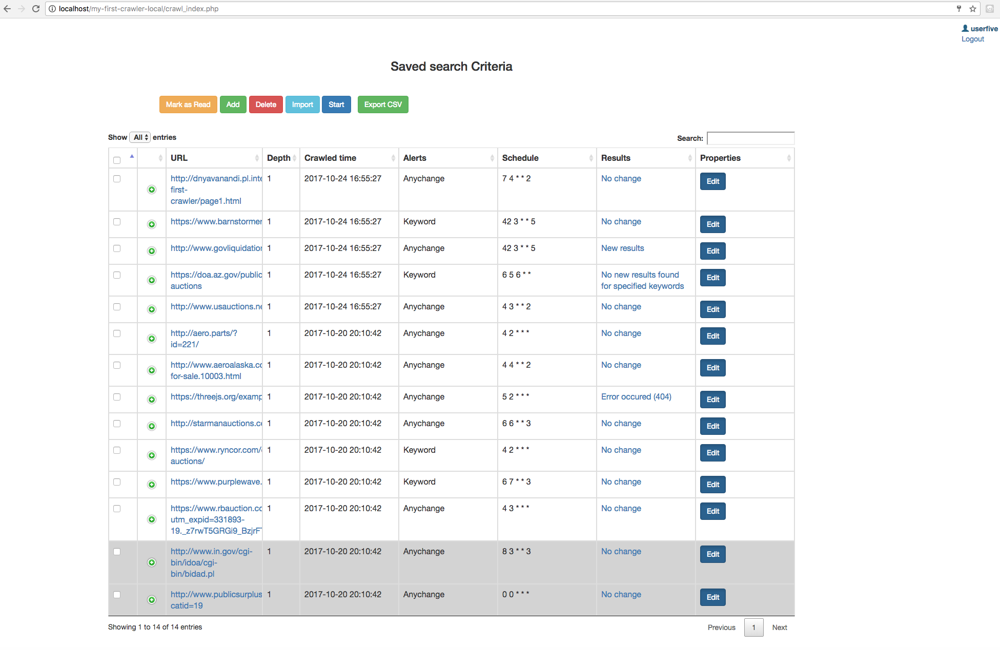 localhost/my-first-crawler-local/crawl_index.php
userfive
Logout
Saved search Criteria
Mark as Read Add Delete Import Start Export CSV
Show All entries Search:
URL Depth Crawled time Alerts Schedule Results Properties
http://dnyavanandi.pl.inte 1 2017-10-24 16:55:27 Anychange 7 4 * * 2 No change Edit
first-
crawler/page1.html
https://www.barnstormer 1 2017-10-24 16:55:27 Keyword 42 3 * * 5 No change Edit
http://www.govliquidation 1 2017-10-24 16:55:27 Anychange 42 3 * * 5 New results Edit
https://doa.az.gov/public 1 2017-10-24 16:55:27 Keyword 6 5 6 * * No new results found Edit
auctions for specified keywords
http://www.usauctions.ne 1 2017-10-24 16:55:27 Anychange 4 3 * * 2 No change Edit
http://aero.parts/? 1 2017-10-20 20:10:42 Anychange 4 2 * * * No change Edit
id=221/
http://www.aeroalaska.co 1 2017-10-20 20:10:42 Anychange 4 4 * * 2 No change Edit
for-sale.10003.html
https://threejs.org/examp 1 2017-10-20 20:10:42 Anychange 5 2 * * * Error occured (404) Edit
http://starmanauctions.co 1 2017-10-20 20:10:42 Anychange 6 6 * * 3 No change Edit
https://www.ryncor.com/ 1 2017-10-20 20:10:42 Keyword 4 2 * * * No change Edit
auctions/
https://www.purplewave. 1 2017-10-20 20:10:42 Keyword 6 7 * * 3 No change Edit
https://www.rbauction.co 1 2017-10-20 20:10:42 Anychange 4 3 * * * No change Edit
utm_expid=331893-
19._z7rwT5GRGi9_BzjrF
http://www.in.gov/cgi- 1 2017-10-20 20:10:42 Anychange 8 3 * * 3 No change Edit
bin/idoa/cgi-
bin/bidad.pl
http://www.publicsurplus 1 2017-10-20 20:10:42 Anychange 0 0 * * * No change Edit
catid=19
Showing 1 to 14 of 14 entries Previous 1 Next